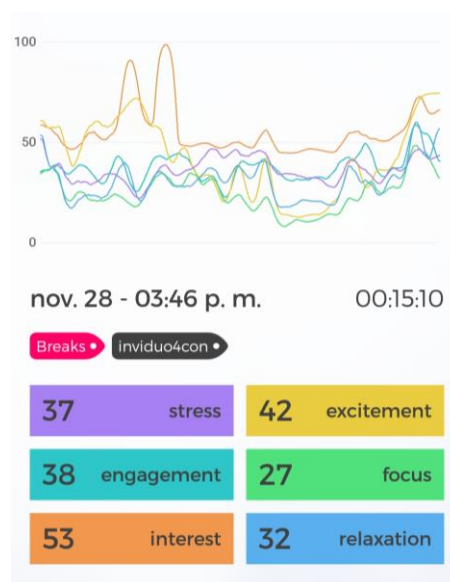 100
50
0
nov. 28 - 03:46 p. m. 00:15:10
Breaks inviduo4con
37 stress 42 excitement
38 engagement 27 focus
53 interest 32 relaxation